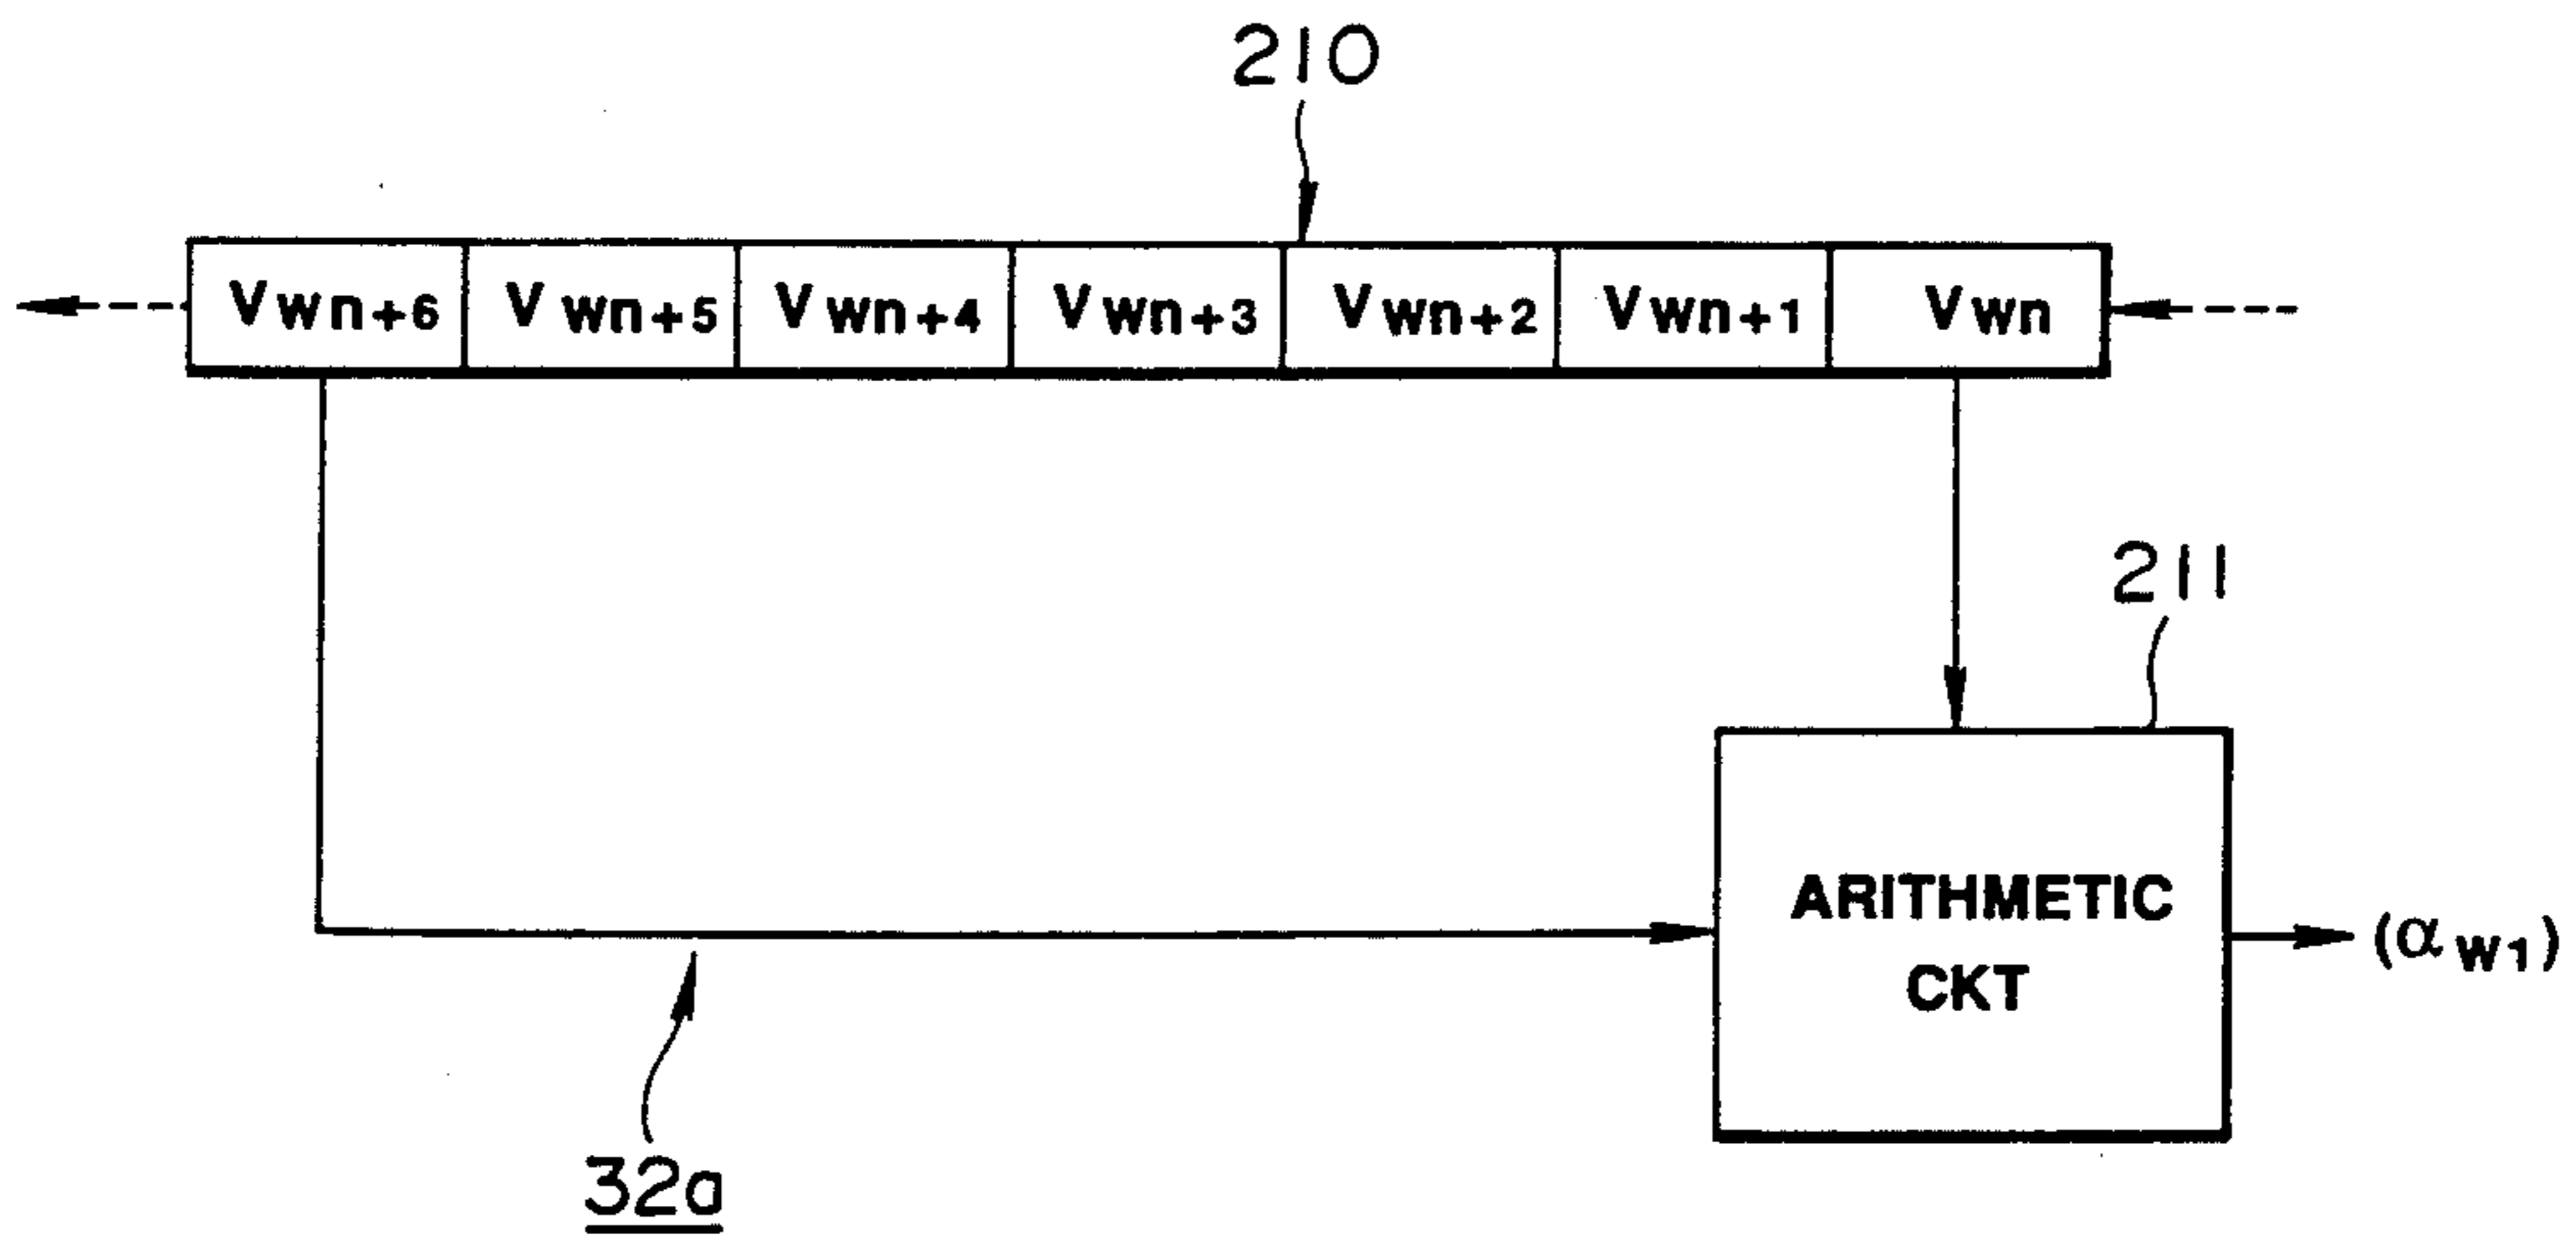 210
Vwn+6 Vwn+5 Vwn+4 Vwn+3 Vwn+2 Vwn+1 Vwn
211
ARITHMETIC
CKT
(αw1)
32a